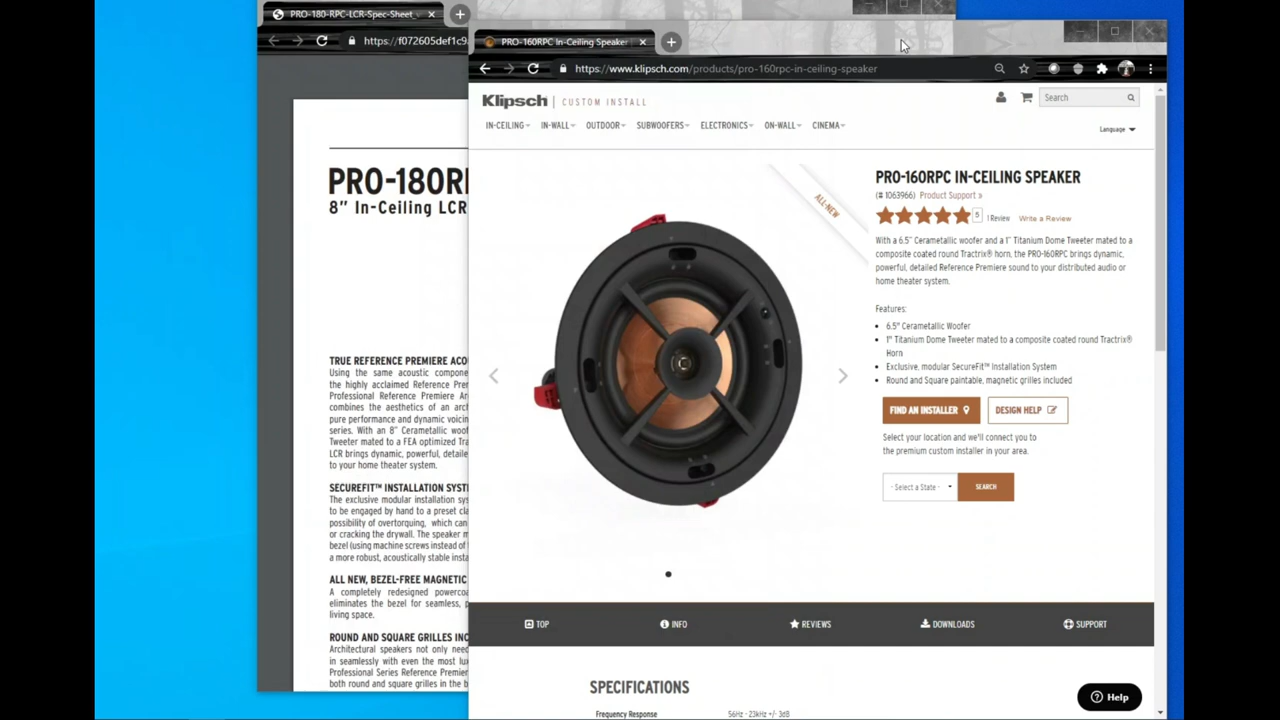 PRO-180-RPC-LCR-Spec-Sheet
https://f072605def1c9
PRO-180R
8" In-Ceiling LCR
TRUE REFERENCE PREMIERE ACO
Using the same acoustic compone
the highly acclaimed Reference Pre
Professional Reference Premiere Ar
combines the aesthetics of an arch
pure performance and dynamic voicin
series. With an 8" Cerametallic woof
Tweeter mated to a FEA optimized Tra
LCR brings dynamic, powerful, detaile
to your home theater system.
SECUREFIT™ INSTALLATION SYST
The exclusive modular installation sys
to be engaged by hand to a preset cla
possibility of overtorquing, which can
or cracking the drywall. The speaker m
bezel (using machine screws instead of
a more robust, acoustically stable insta
ALL NEW, BEZEL-FREE MAGNETIC
A completely redesigned powercoa
eliminates the bezel for seamless, p
living space.
ROUND AND SQUARE GRILLES INC
Architectural speakers not only nee
in seamlessly with even the most lux
Professional Series Reference Premier
both round and square grilles in the b
PRO-160RPC In-Ceiling Speaker
https://www.klipsch.com/products/pro-160rpc-in-ceiling-speaker
Klipsch | CUSTOM INSTALL
Search
IN-CEILING IN-WALL OUTDOOR SUBWOOFERS ELECTRONICS ON-WALL CINEMA
Language
ALL-NEW
PRO-160RPC IN-CEILING SPEAKER
(# 1063966) Product Support »
5 1 Review Write a Review
With a 6.5" Cerametallic woofer and a 1" Titanium Dome Tweeter mated to a
composite coated round Tractrix® horn, the PRO-160RPC brings dynamic,
powerful, detailed Reference Premiere sound to your distributed audio or
home theater system.
Features:
• 6.5" Cerametallic Woofer
• 1" Titanium Dome Tweeter mated to a composite coated round Tractrix®
Horn
• Exclusive, modular SecureFit™ Installation System
• Round and Square paintable, magnetic grilles included
FIND AN INSTALLER DESIGN HELP
Select your location and we'll connect you to
the premium custom installer in your area.
- Select a State - SEARCH
TOP INFO REVIEWS DOWNLOADS SUPPORT
SPECIFICATIONS
Frequency Response 56Hz - 23kHz +/- 3dB
Help